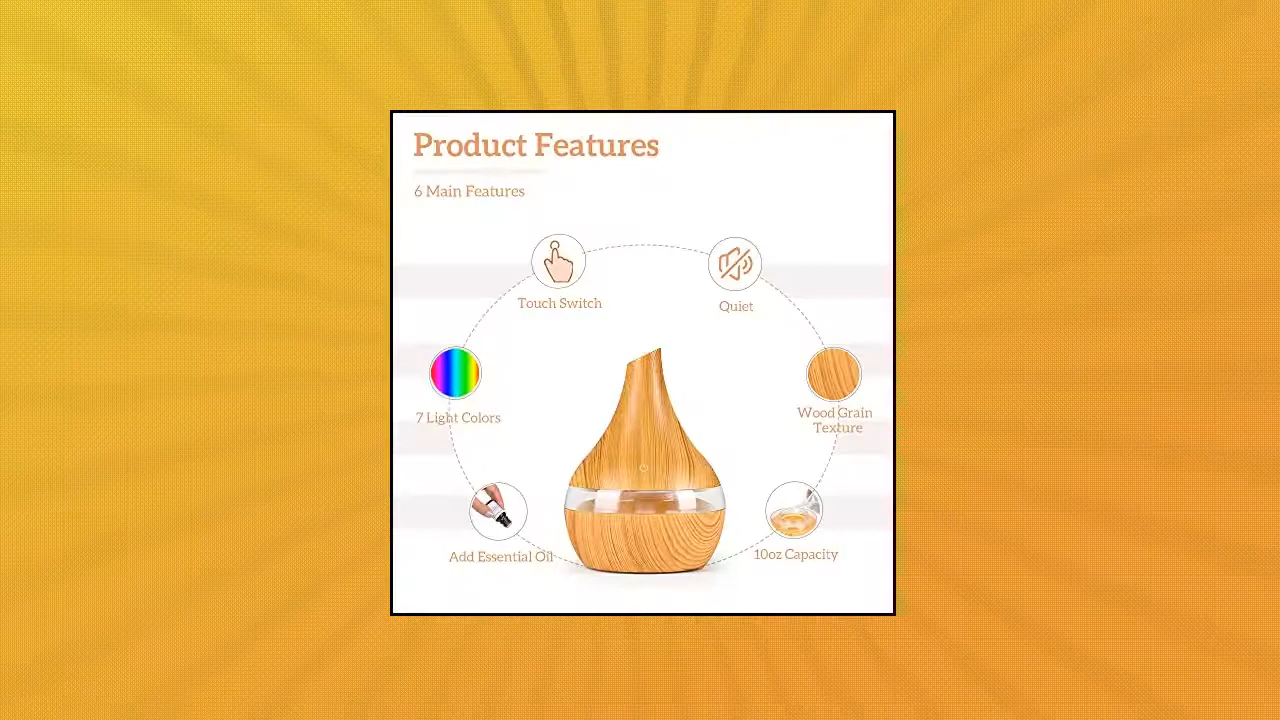 Product Features
6 Main Features
Touch Switch
Quiet
7 Light Colors
Wood Grain
Texture
Add Essential Oil
10oz Capacity